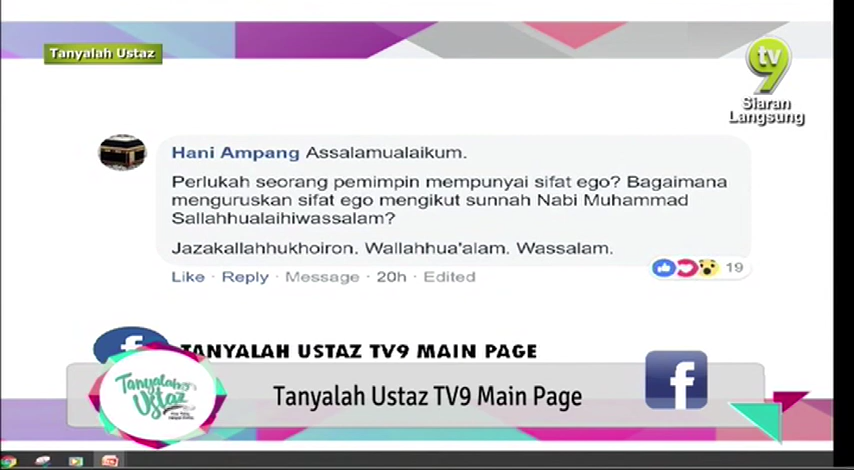 Tanyalah Ustaz
tv
9
Siaran
Langsung
Hani Ampang Assalamualaikum.
Perlukah seorang pemimpin mempunyai sifat ego? Bagaimana
menguruskan sifat ego mengikut sunnah Nabi Muhammad
Sallahhualaihiwassalam?
Jazakallahhukhoiron. Wallahhua'alam. Wassalam.
Like · Reply · Message · 20h · Edited
19
f TANYALAH USTAZ TV9 MAIN PAGE
Tanyalah
Ustaz
Tanyalah Ustaz TV9 Main Page
f